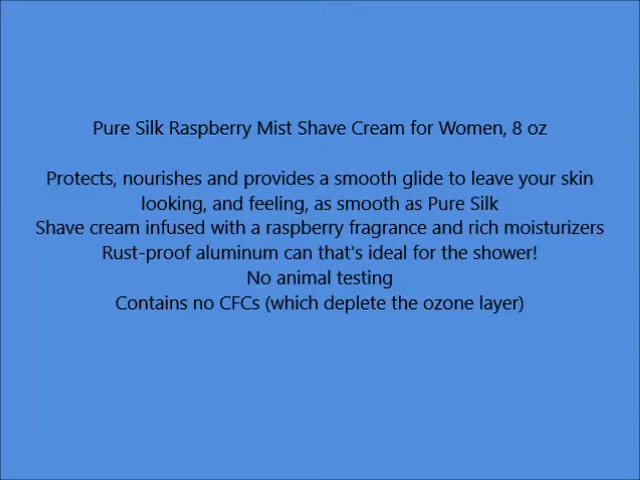 Pure Silk Raspberry Mist Shave Cream for Women, 8 oz
Protects, nourishes and provides a smooth glide to leave your skin
looking, and feeling, as smooth as Pure Silk
Shave cream infused with a raspberry fragrance and rich moisturizers
Rust-proof aluminum can that's ideal for the shower!
No animal testing
Contains no CFCs (which deplete the ozone layer)